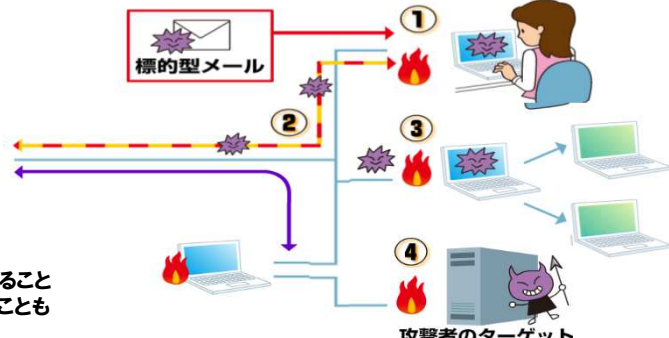 ①
標的型メール
②
③
④
ること
ことも
攻撃者のターゲット